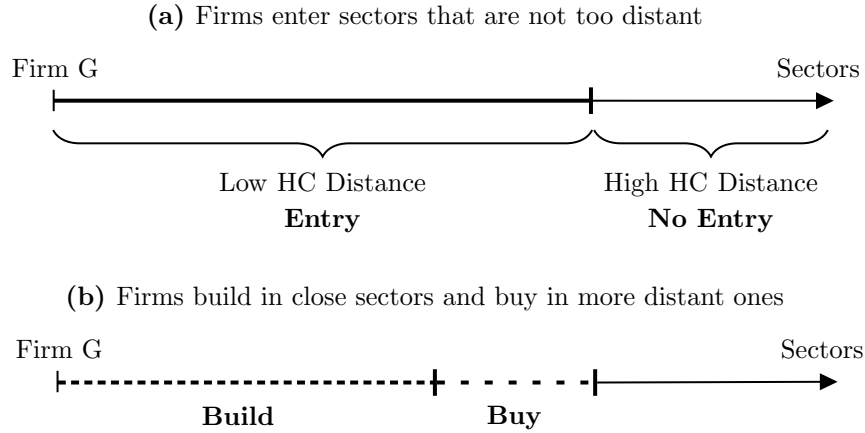 (a) Firms enter sectors that are not too distant
Firm G Sectors
Low HC Distance High HC Distance
Entry No Entry
(b) Firms build in close sectors and buy in more distant ones
Firm G Sectors
Build Buy